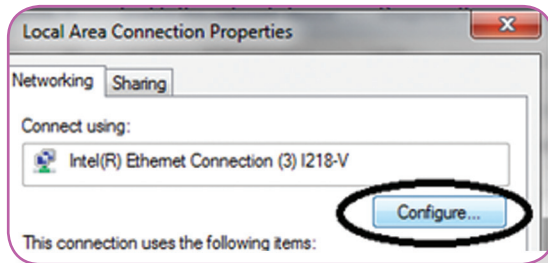 Local Area Connection Properties
Networking
Sharing
Connect using:
Intel(R) Ethernet Connection (3) I218-V
Configure...
This connection uses the following items: